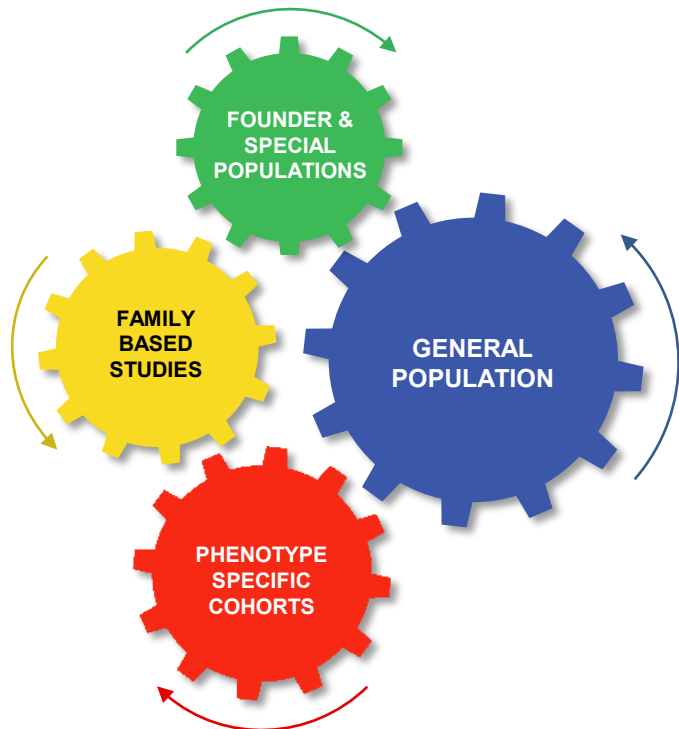 FOUNDER &
SPECIAL
POPULATIONS
FAMILY
BASED
STUDIES
GENERAL
POPULATION
PHENOTYPE
SPECIFIC
COHORTS